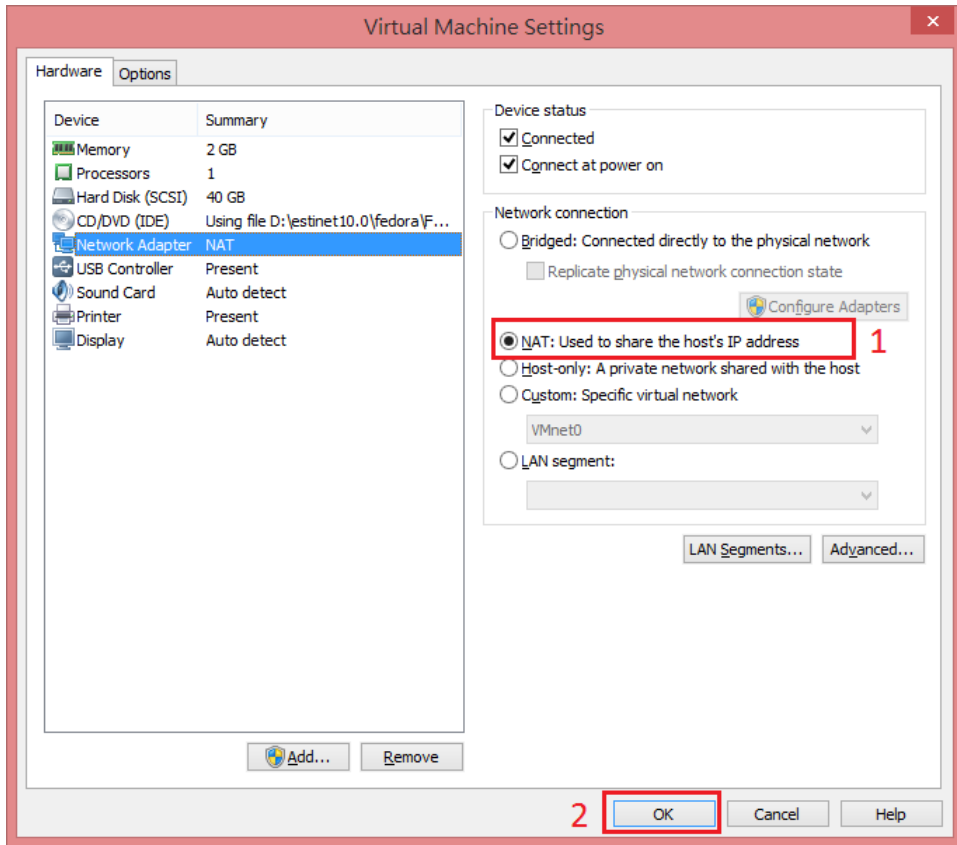 Virtual Machine Settings
Hardware Options
Device Summary
Memory 2 GB
Processors 1
Hard Disk (SCSI) 40 GB
CD/DVD (IDE) Using file D:\estinet10.0\fedora\F...
Network Adapter NAT
USB Controller Present
Sound Card Auto detect
Printer Present
Display Auto detect
Add... Remove
Device status
Connected
Connect at power on
Network connection
Bridged: Connected directly to the physical network
Replicate physical network connection state
Configure Adapters
NAT: Used to share the host's IP address 1
Host-only: A private network shared with the host
Custom: Specific virtual network
VMnet0
LAN segment:
LAN Segments... Advanced...
2 OK Cancel Help